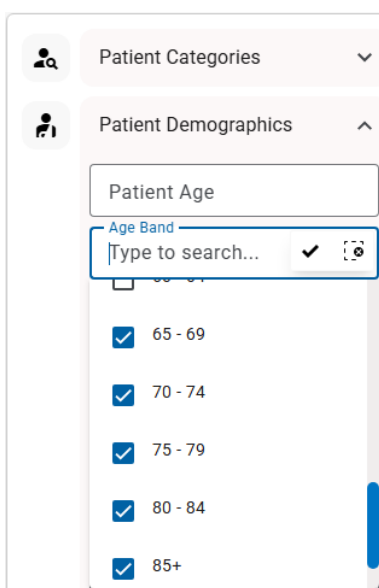 Patient Categories
Patient Demographics
Patient Age
Age Band
Type to search...
65 - 69
70 - 74
75 - 79
80 - 84
85+